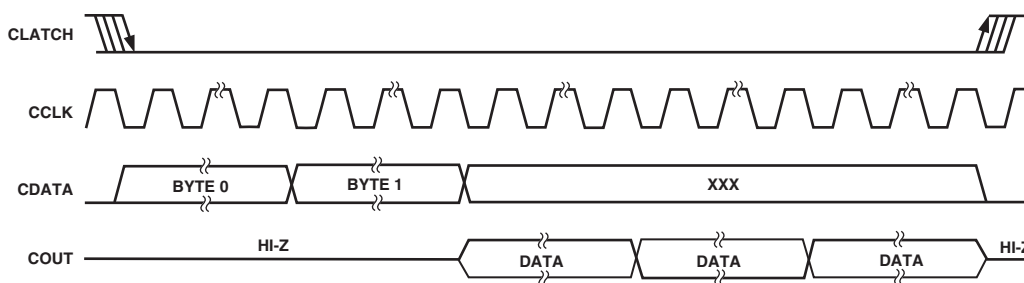 CLATCH
CCLK
CDATA
BYTE 0
BYTE 1
XXX
COUT
HI-Z
DATA
DATA
DATA
HI-Z